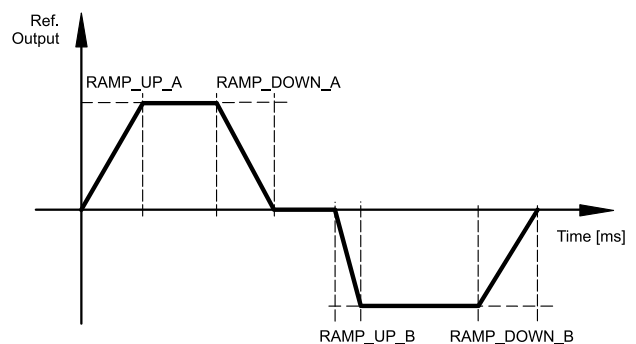 Ref.
Output
RAMP_UP_A
RAMP_DOWN_A
Time [ms]
RAMP_UP_B
RAMP_DOWN_B